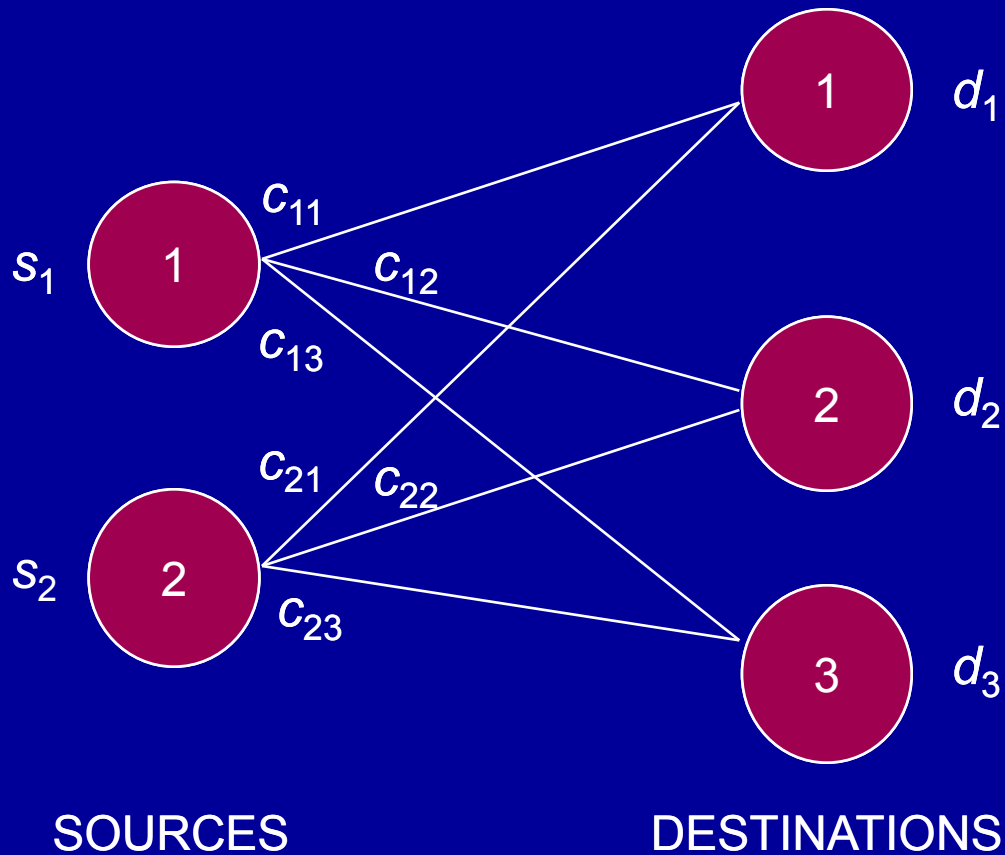 1 d₁
c₁₁
s₁ 1 c₁₂
c₁₃
2 d₂
c₂₁ c₂₂
s₂ 2
c₂₃
3 d₃
SOURCES DESTINATIONS